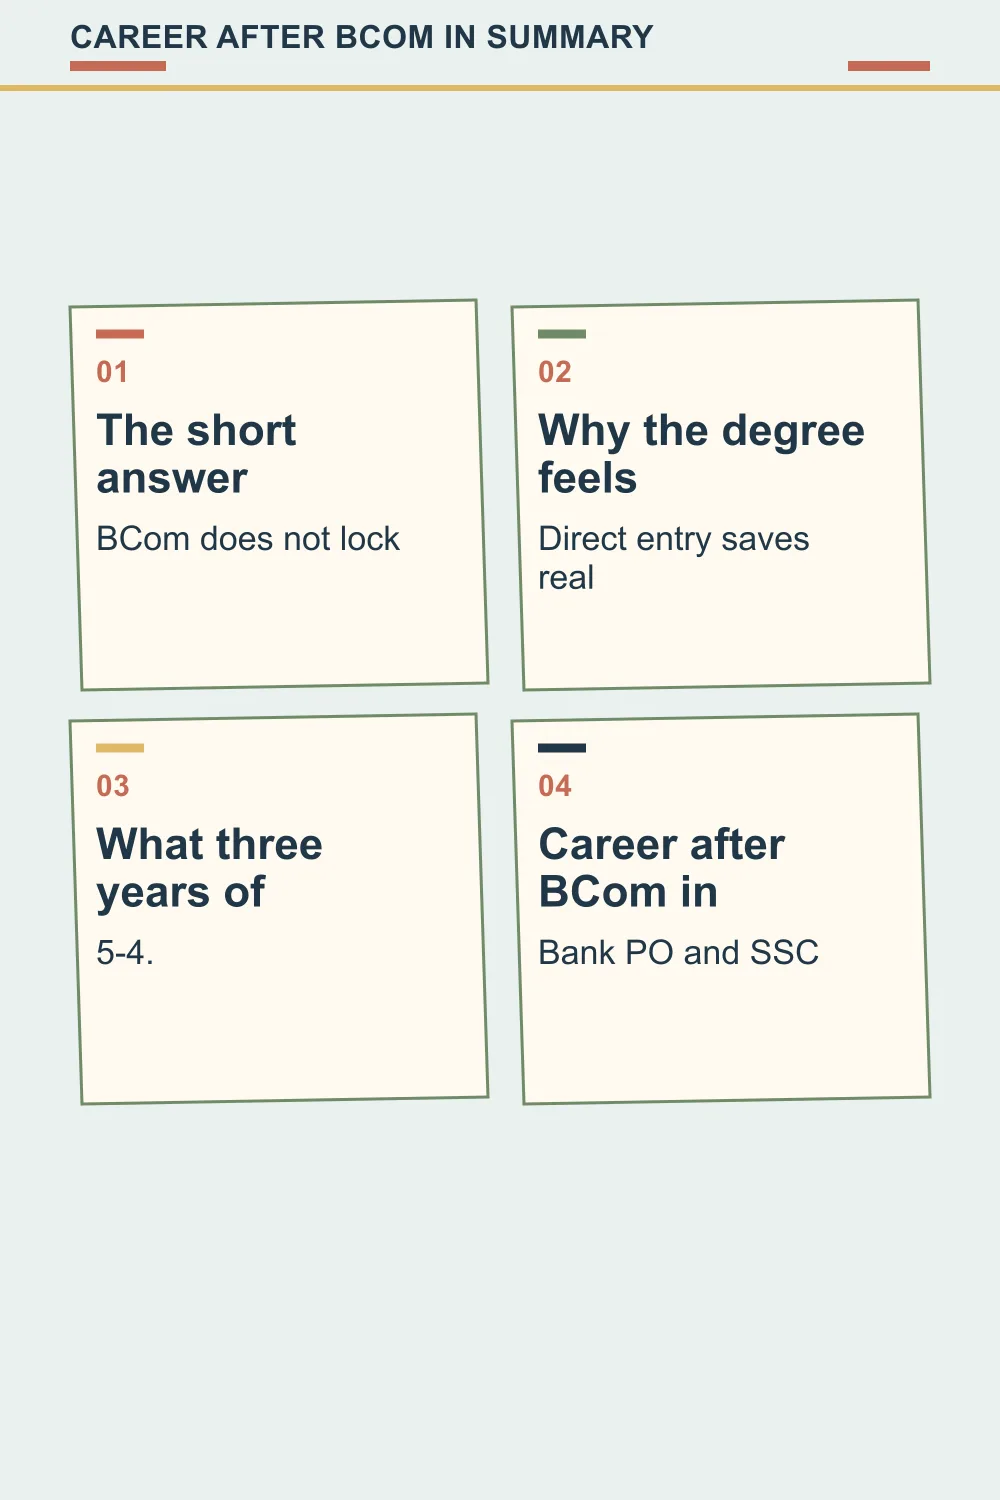 CAREER AFTER BCOM IN SUMMARY
01
The short
answer
BCom does not lock
02
Why the degree
feels
Direct entry saves
real
03
What three
years of
5-4.
04
Career after
BCom in
Bank PO and SSC